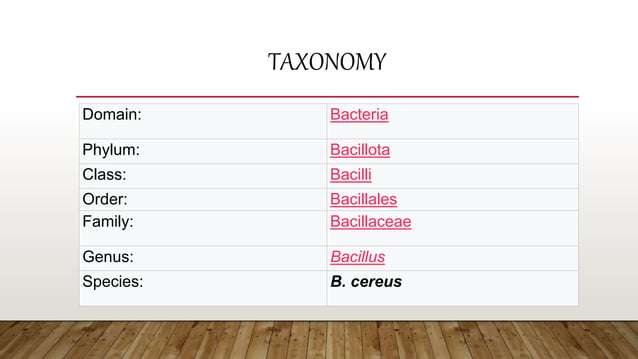 TAXONOMY
Domain: Bacteria
Phylum: Bacillota
Class: Bacilli
Order: Bacillales
Family: Bacillaceae
Genus: Bacillus
Species: B. cereus